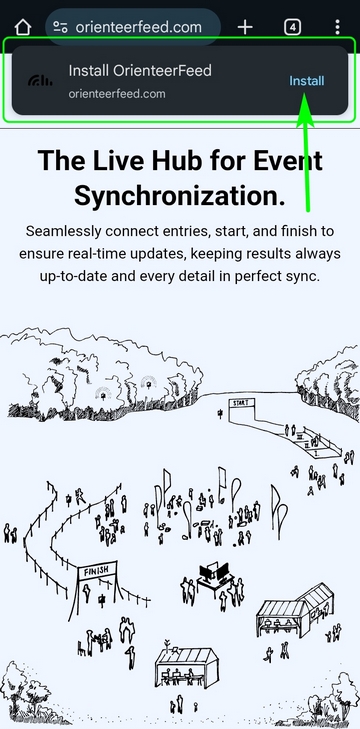 orienteerfeed.com
4
Install OrienteerFeed
Install
orienteerfeed.com
The Live Hub for Event
Synchronization.
Seamlessly connect entries, start, and finish to
ensure real-time updates, keeping results always
up-to-date and every detail in perfect sync.
START
FINISH